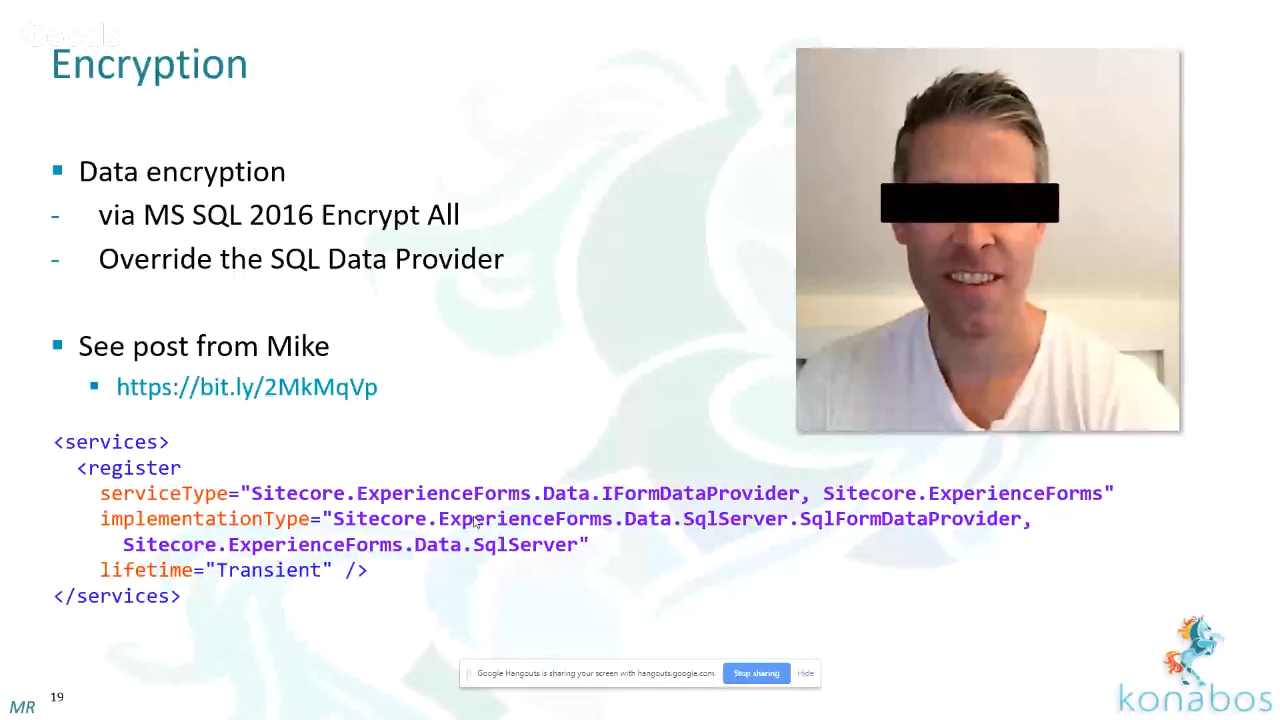 Google
Encryption
Data encryption
- via MS SQL 2016 Encrypt All
- Override the SQL Data Provider
See post from Mike
https://bit.ly/2MkMqVp
<services>
<register
serviceType="Sitecore.ExperienceForms.Data.IFormDataProvider, Sitecore.ExperienceForms"
implementationType="Sitecore.ExperienceForms.Data.SqlServer.SqlFormDataProvider,
Sitecore.ExperienceForms.Data.SqlServer"
lifetime="Transient" />
</services>
Google Hangouts is sharing your screen with hangouts.google.com. Stop sharing Hide
MR 19
konabos